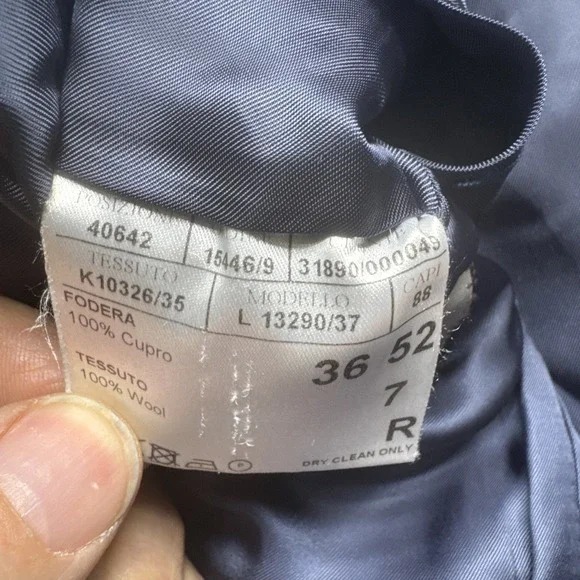 POSIZIONE
40642 15446/9 31890/000049
TESSUTO MODELLO CAPI
K10326/35 L 13290/37 88
FODERA
100% Cupro
TESSUTO
100% Wool
36 52
7
R
DRY CLEAN ONLY